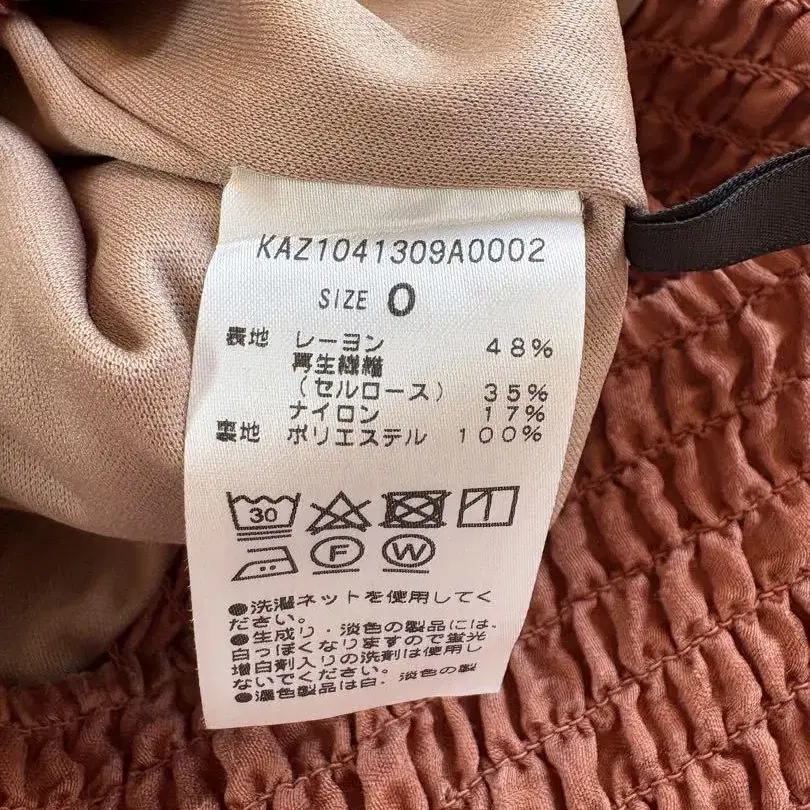 KAZ1041309A0002
SIZE 0
表地 レーヨン 48%
再生繊維
(セルロース) 35%
ナイロン 17%
裏地 ポリエステル 100%
30
F W
●洗濯ネットを使用してく
ださい。
●生成り・淡色の製品には、
白っぽくなりますので蛍光
増白剤入りの洗剤は使用し
ないでください。
●濃色製品は白、淡色の製